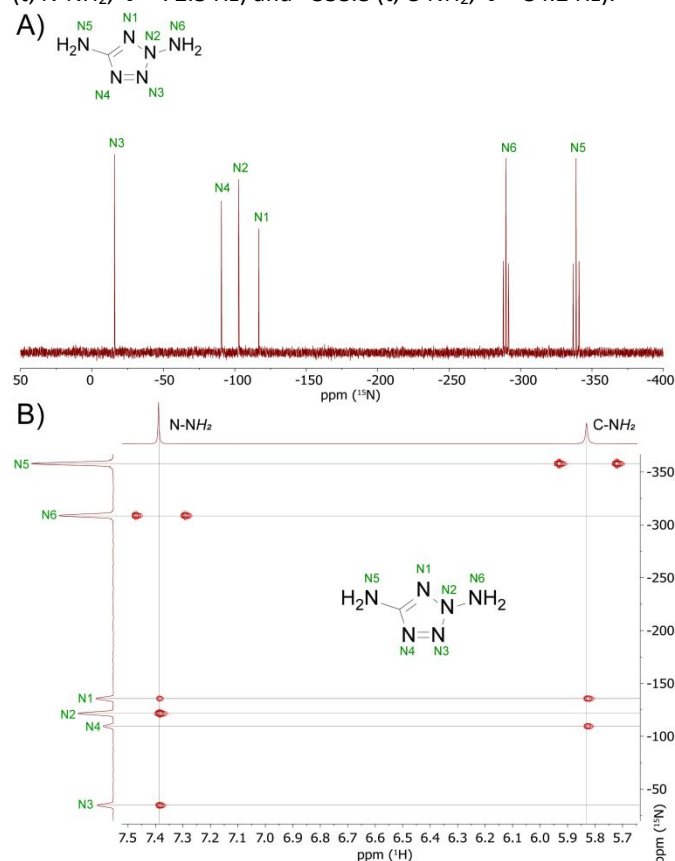 A)
N1
N5
N2
N6
H₂N
N
N
NH₂
N
N
N4
N3
N3
N4
N2
N1
N6
N5
50 0 -50 -100 -150 -200 -250 -300 -350 -400
ppm (¹⁵N)
B)
N-NH₂
C-NH₂
N5
N6
N1
N2
N4
N3
N1
N5
N2
N6
H₂N
N
N
NH₂
N
N
N4
N3
-350
-300
-250
-200
-150
-100
-50
7.5 7.4 7.3 7.2 7.1 7.0 6.9 6.8 6.7 6.6 6.5 6.4 6.3 6.2 6.1 6.0 5.9 5.8 5.7
ppm (¹H)
ppm (¹⁵N)